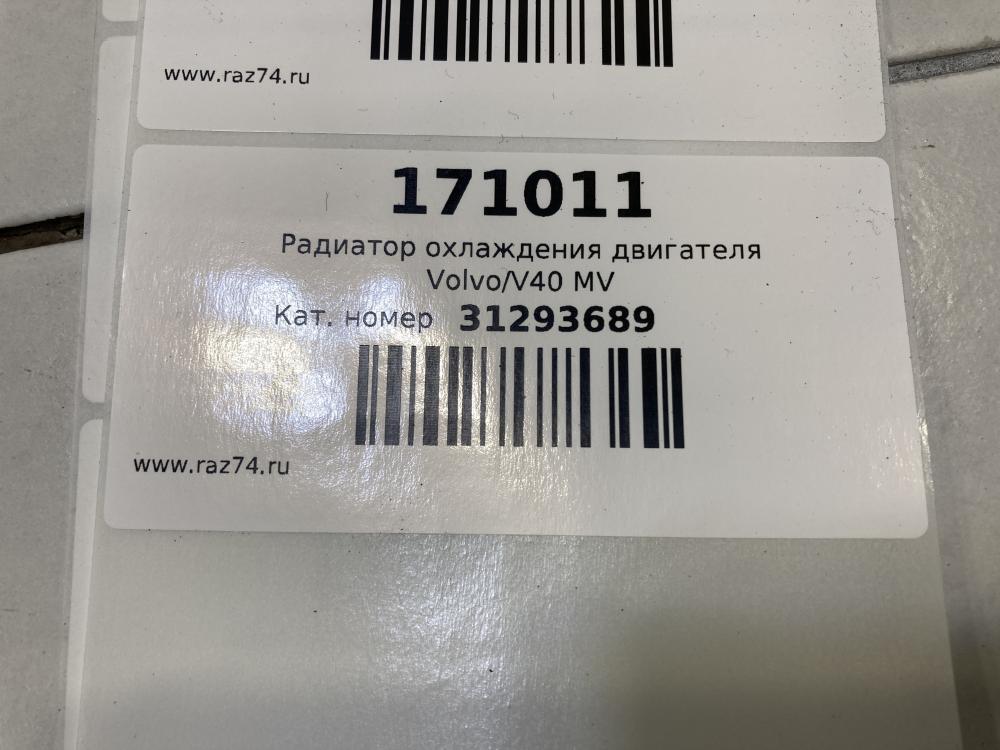 www.raz74.ru
171011
Радиатор охлаждения двигателя
Volvo/V40 MV
Кат. номер 31293689
www.raz74.ru